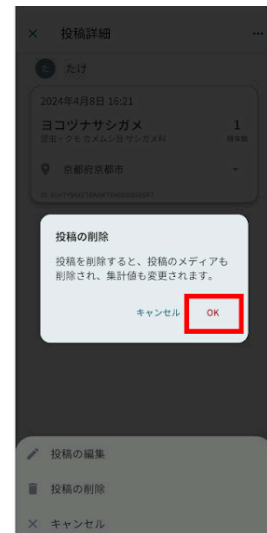 × 投稿詳細 …
た たけ
2024年4月8日 16:21
ヨコヅナサシガメ 1
京都府京都市
投稿の削除
投稿を削除すると、投稿のメディアも
削除され、集計値も変更されます。
キャンセル OK
投稿の編集
投稿の削除
× キャンセル